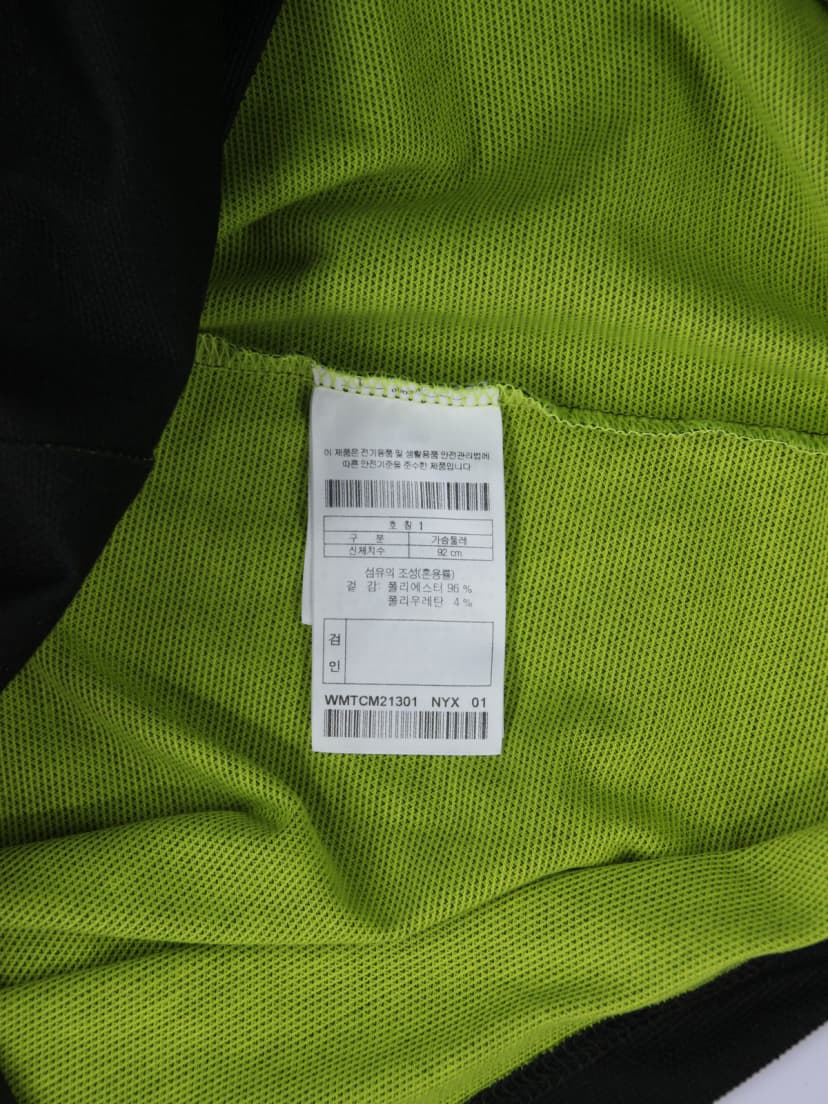 이 제품은 전기용품 및 생활용품 안전관리법에
따른 안전기준을 준수한 제품입니다
호 칭 1
구 분 가슴둘레
신체치수 92 cm
섬유의 조성(혼용률)
겉 감: 폴리에스터 96 %
폴리우레탄 4 %
검
인
WMTCM21301 NYX 01